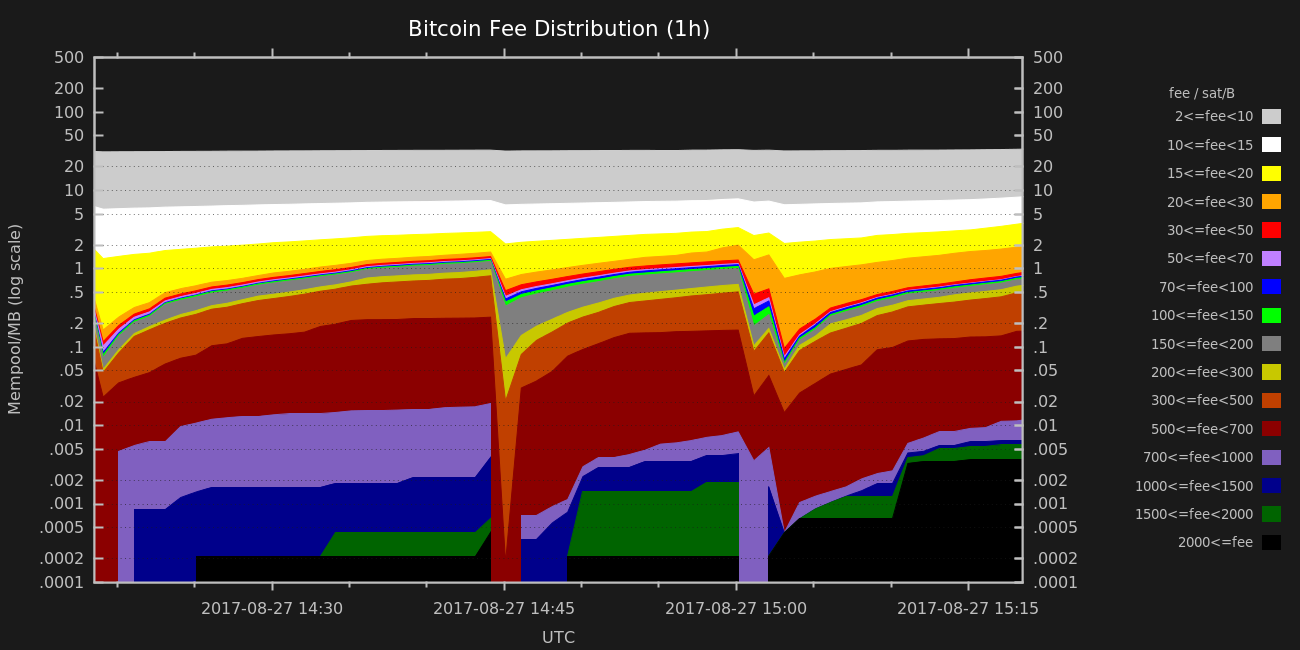 Bitcoin Fee Distribution (1h)
Mempool/MB (log scale)
500
200
100
50
20
10
5
2
1
.5
.2
.1
.05
.02
.01
.005
.002
.001
.0005
.0002
.0001
500
200
100
50
20
10
5
2
1
.5
.2
.1
.05
.02
.01
.005
.002
.001
.0005
.0002
.0001
2017-08-27 14:30
2017-08-27 14:45
2017-08-27 15:00
2017-08-27 15:15
UTC
fee / sat/B
2<=fee<10
10<=fee<15
15<=fee<20
20<=fee<30
30<=fee<50
50<=fee<70
70<=fee<100
100<=fee<150
150<=fee<200
200<=fee<300
300<=fee<500
500<=fee<700
700<=fee<1000
1000<=fee<1500
1500<=fee<2000
2000<=fee